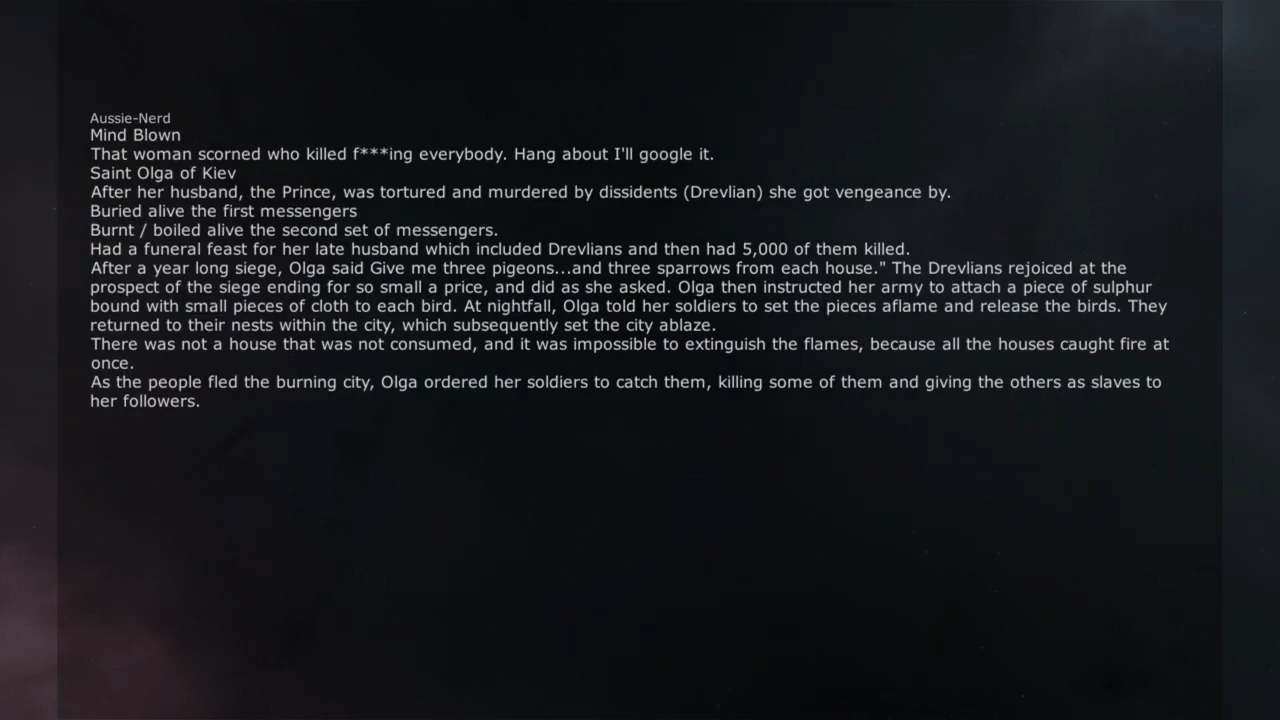 Aussie-Nerd
Mind Blown
That woman scorned who killed f***ing everybody. Hang about I'll google it.
Saint Olga of Kiev
After her husband, the Prince, was tortured and murdered by dissidents (Drevlian) she got vengeance by.
Buried alive the first messengers
Burnt / boiled alive the second set of messengers.
Had a funeral feast for her late husband which included Drevlians and then had 5,000 of them killed.
After a year long siege, Olga said Give me three pigeons...and three sparrows from each house." The Drevlians rejoiced at the
prospect of the siege ending for so small a price, and did as she asked. Olga then instructed her army to attach a piece of sulphur
bound with small pieces of cloth to each bird. At nightfall, Olga told her soldiers to set the pieces aflame and release the birds. They
returned to their nests within the city, which subsequently set the city ablaze.
There was not a house that was not consumed, and it was impossible to extinguish the flames, because all the houses caught fire at
once.
As the people fled the burning city, Olga ordered her soldiers to catch them, killing some of them and giving the others as slaves to
her followers.